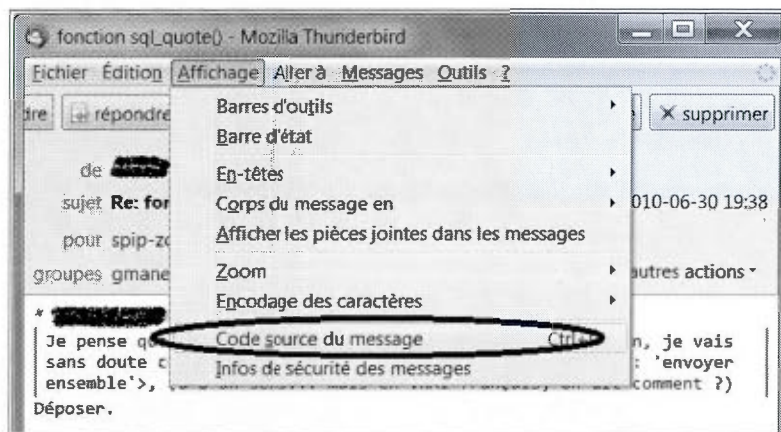 fonction sql_quote() - Mozilla Thunderbird
Fichier Édition Affichage Aller à Messages Outils ?
dre répondre supprimer
Barres d'outils
Barre d'état
de
En-têtes
sujet Re: for Corps du message en 010-06-30 19:38
Afficher les pièces jointes dans les messages
pour spip-zo
groupes gmane Zoom autres actions
Encodage des caractères
*
Je pense qu Code source du message Ctrl+ n, je vais
sans doute c : 'envoyer
Infos de sécurité des messages
ensemble'>, comment ?)
Déposer.